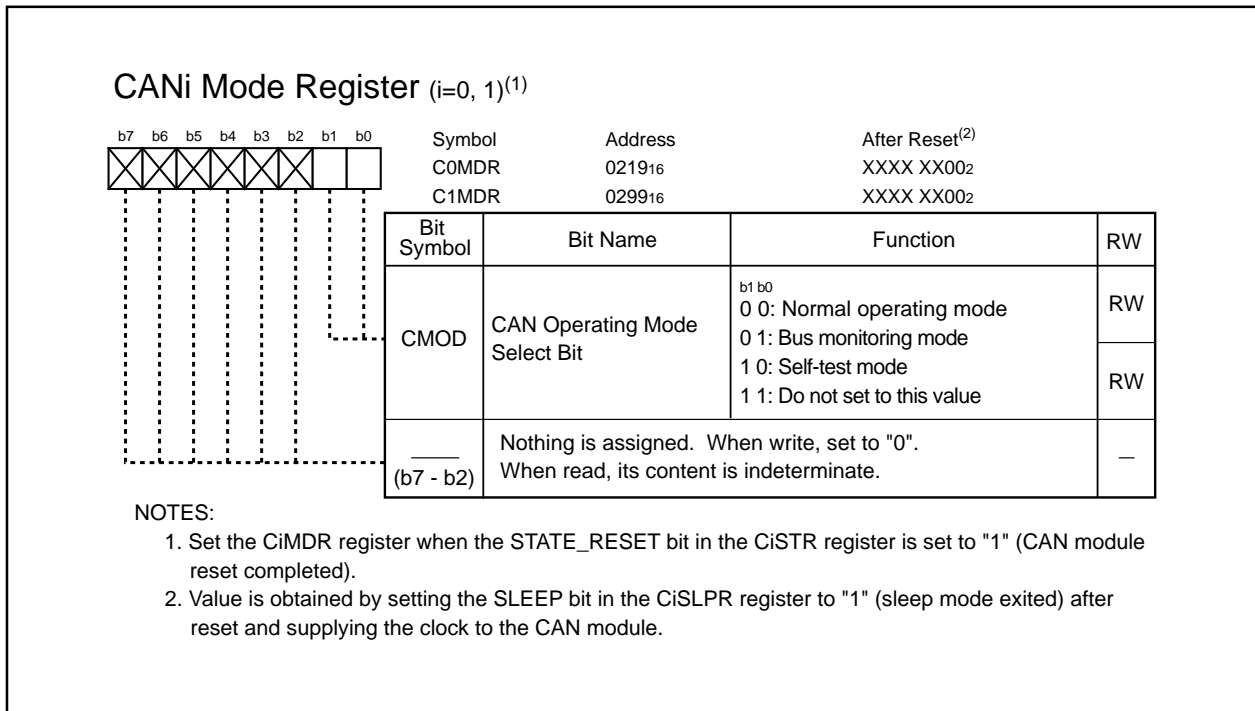 CANi Mode Register (i=0, 1)(1)
b7 b6 b5 b4 b3 b2 b1 b0
Symbol Address After Reset(2)
C0MDR 021916 XXXX XX002
C1MDR 029916 XXXX XX002
Bit Symbol Bit Name Function RW
CMOD CAN Operating Mode Select Bit
b1 b0
0 0: Normal operating mode
0 1: Bus monitoring mode
1 0: Self-test mode
1 1: Do not set to this value
RW
RW
(b7 - b2)
Nothing is assigned. When write, set to "0".
When read, its content is indeterminate.
—
NOTES:
1. Set the CiMDR register when the STATE_RESET bit in the CiSTR register is set to "1" (CAN module
reset completed).
2. Value is obtained by setting the SLEEP bit in the CiSLPR register to "1" (sleep mode exited) after
reset and supplying the clock to the CAN module.